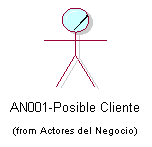 AN001-Posible Cliente
(from Actores del Negocio)